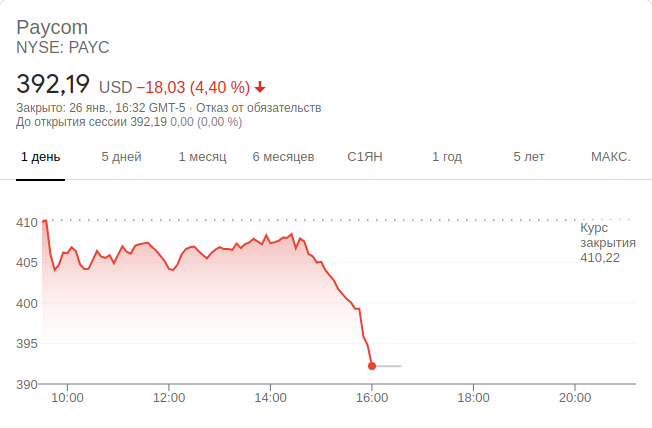 Paycom
NYSE: PAYC
392,19 USD −18,03 (4,40 %)
Закрыто: 26 янв., 16:32 GMT-5 · Отказ от обязательств
До открытия сессии 392,19 0,00 (0,00 %)
1 день 5 дней 1 месяц 6 месяцев С1ЯН 1 год 5 лет МАКС.
410
Курс
закрытия
410,22
405
400
395
390
10:00 12:00 14:00 16:00 18:00 20:00